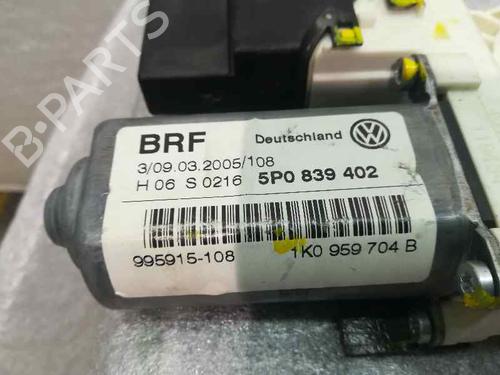 B-PARTS
BRF Deutschland
3/09.03.2005/108
H 06 S 0216 5P0 839 402
995915-108 1K0 959 704 B